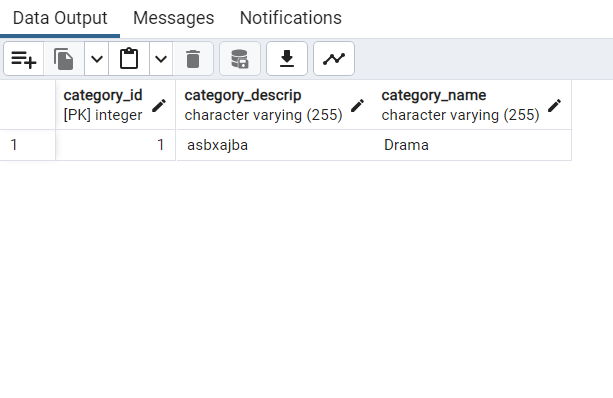 Data Output Messages Notifications
category_id category_descrip category_name
[PK] integer character varying (255) character varying (255)
1 1 asbxajba Drama